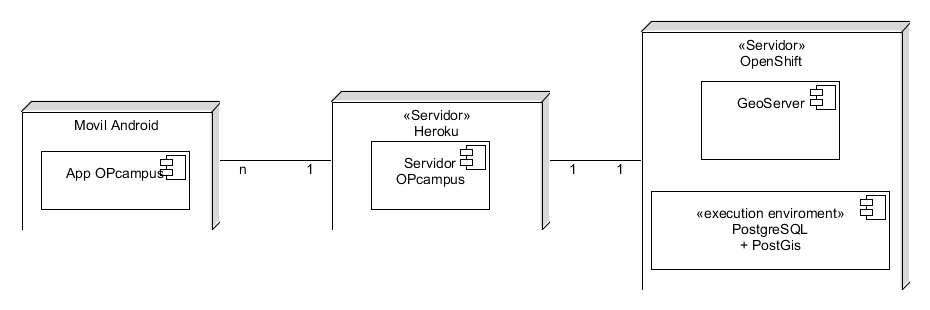 Movil Android
App OPcampus
n
1
«Servidor»
Heroku
Servidor
OPcampus
1
1
«Servidor»
OpenShift
GeoServer
«execution enviroment»
PostgreSQL
+ PostGis